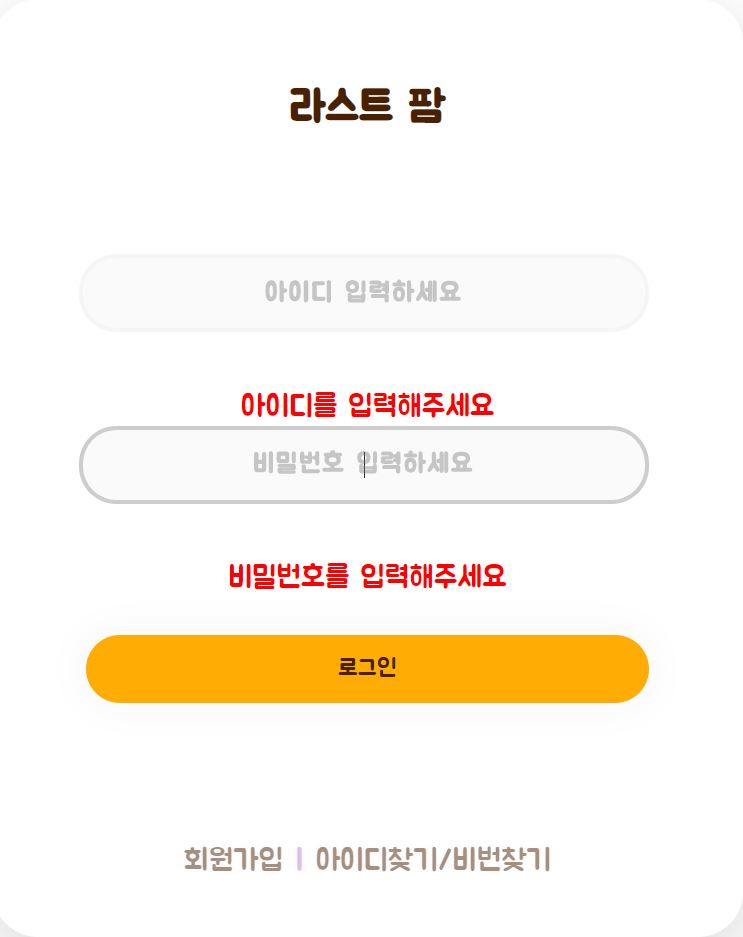 라스트 팜
아이디 입력하세요
아이디를 입력해주세요
비밀번호 입력하세요
비밀번호를 입력해주세요
로그인
회원가입 | 아이디찾기/비번찾기